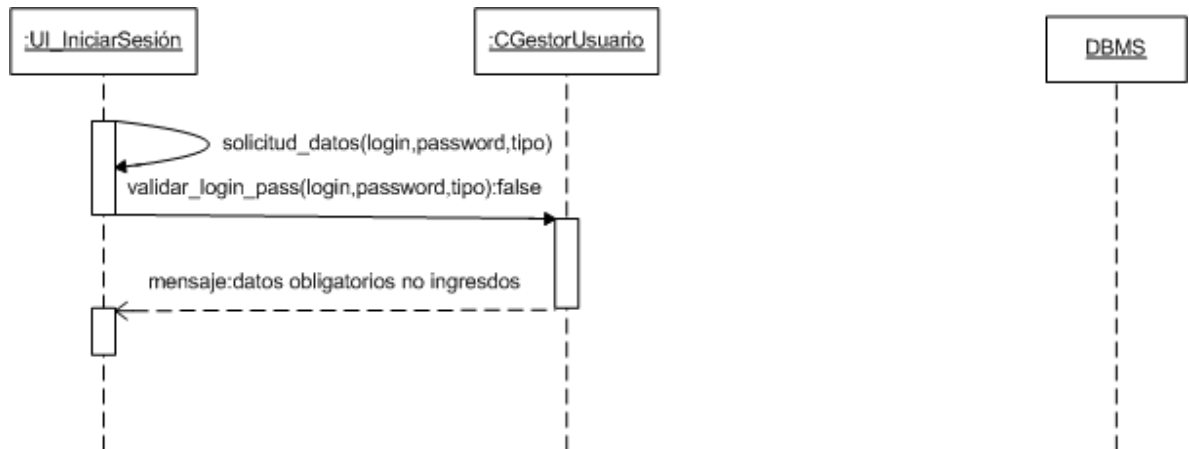 :UI_IniciarSesión
:CGestorUsuario
DBMS
solicitud_datos(login,password,tipo)
validar_login_pass(login,password,tipo):false
mensaje:datos obligatorios no ingresdos